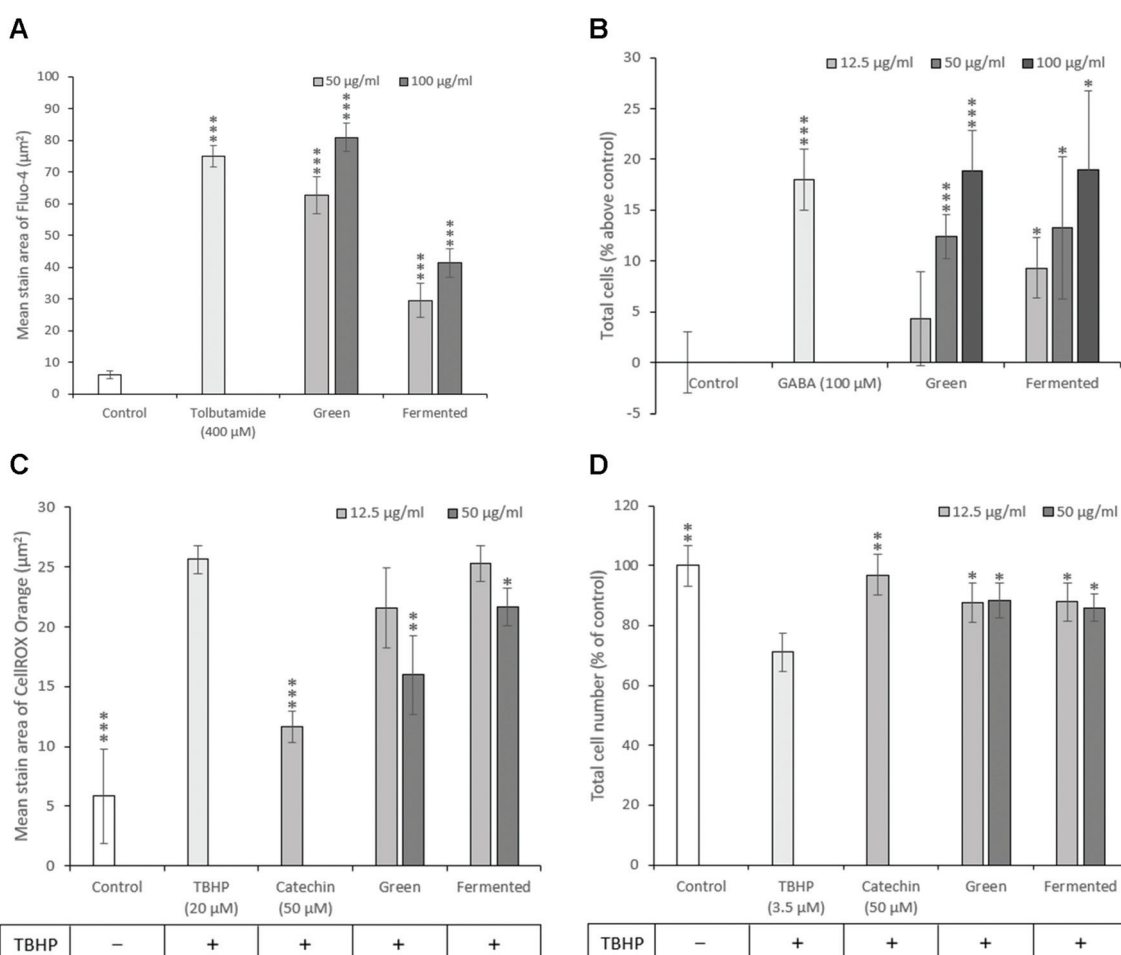 A
50 µg/ml 100 µg/ml
Mean stain area of Fluo-4 (µm²)
100
90
80
70
60
50
40
30
20
10
0
***
***
***
***
***
Control Tolbutamide Green Fermented
(400 µM)
B
12.5 µg/ml 50 µg/ml 100 µg/ml
Total cells (% above control)
30
25
20
15
10
5
0
-5
***
***
***
*
*
*
Control GABA (100 µM) Green Fermented
C
12.5 µg/ml 50 µg/ml
Mean stain area of CellROX Orange (µm²)
30
25
20
15
10
5
0
***
***
**
*
Control TBHP Catechin Green Fermented
(20 µM) (50 µM)
TBHP − + + + +
D
12.5 µg/ml 50 µg/ml
Total cell number (% of control)
120
100
80
60
40
20
0
**
**
*
*
*
*
Control TBHP Catechin Green Fermented
(3.5 µM) (50 µM)
TBHP − + + + +